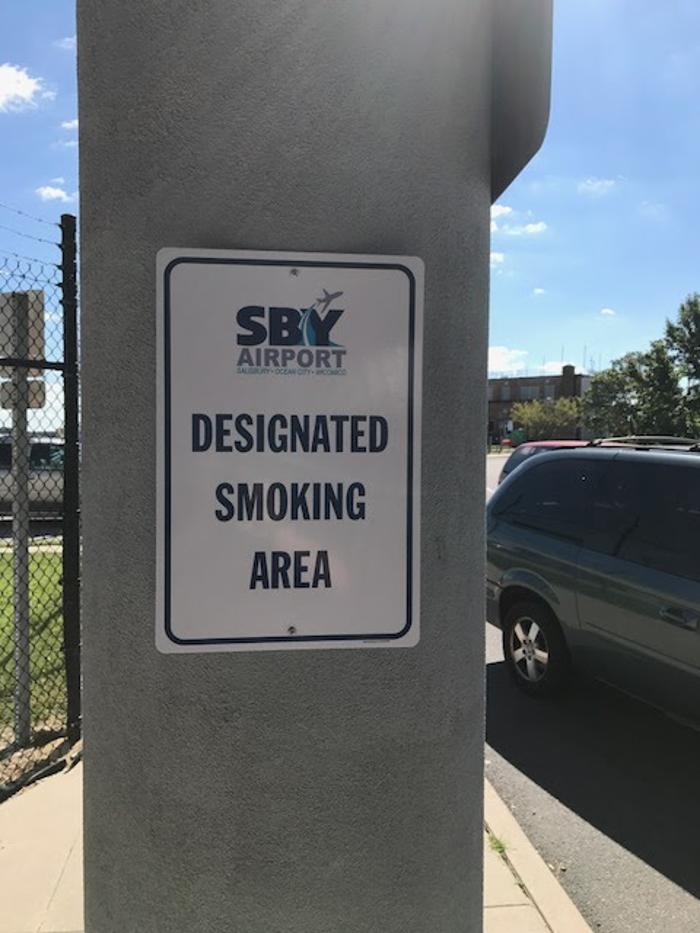 SBY
AIRPORT
SALISBURY • OCEAN CITY • WICOMICO
DESIGNATED
SMOKING
AREA